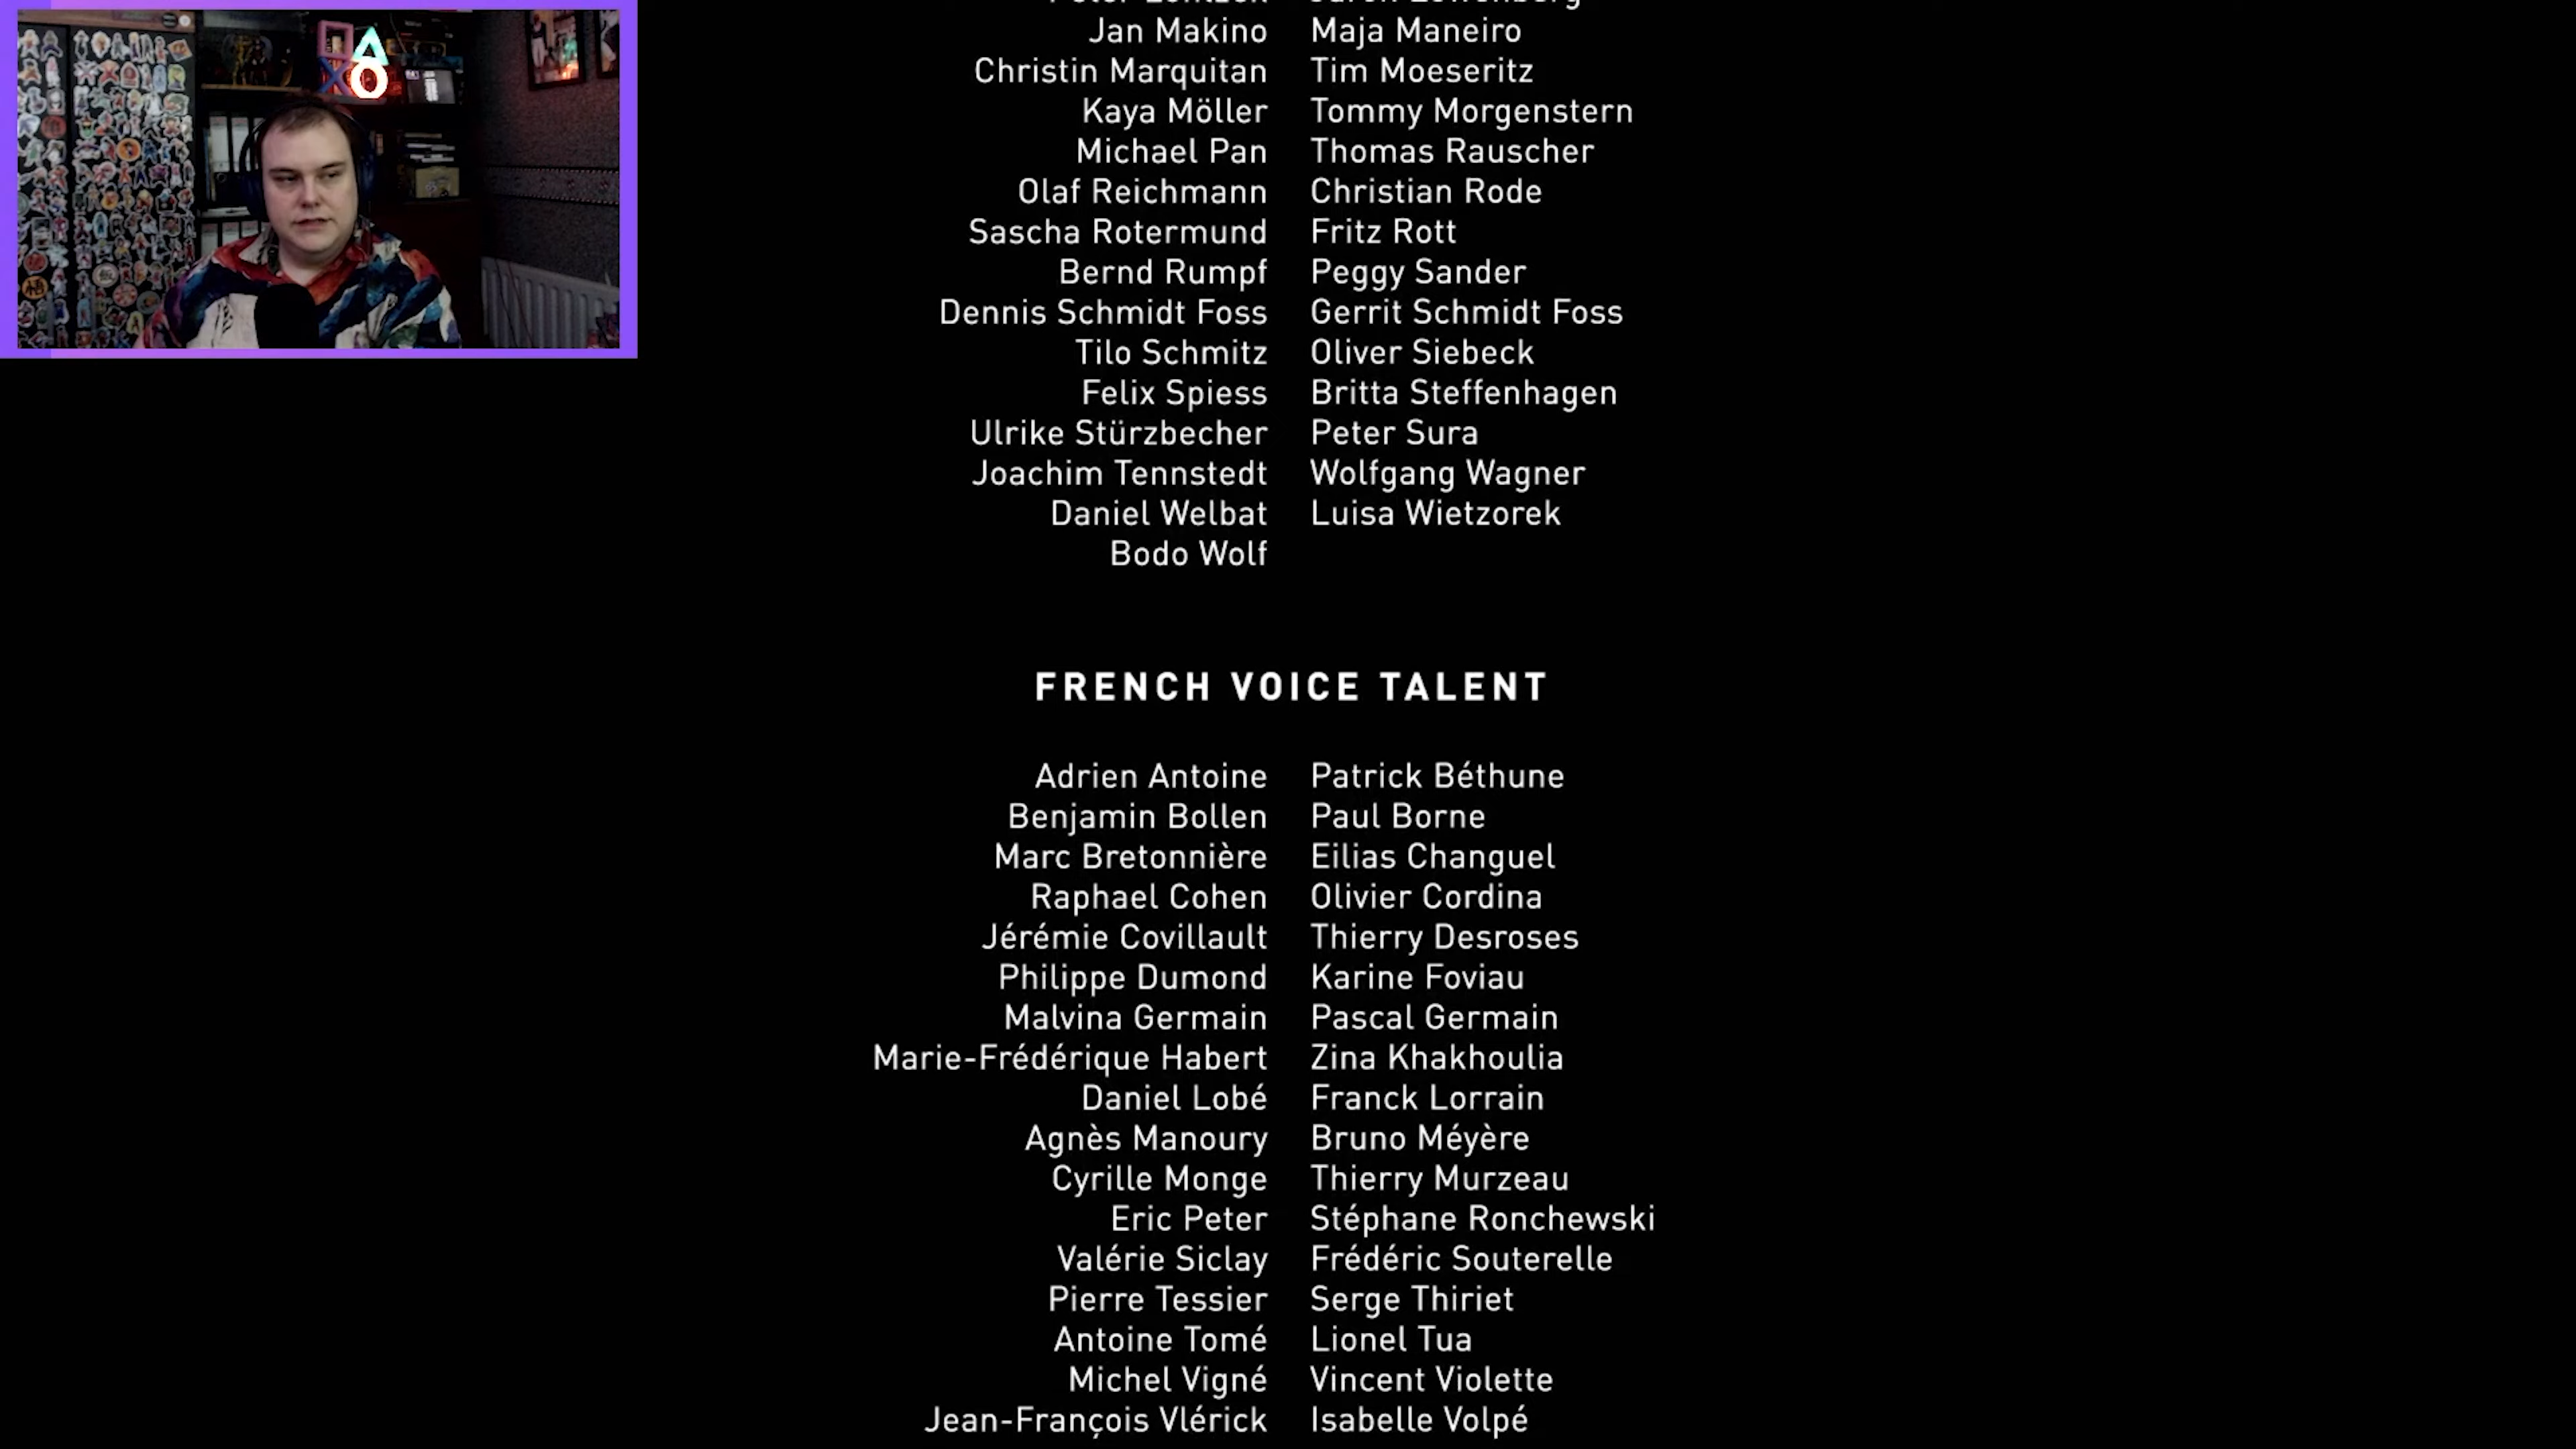 Jan Makino Maja Maneiro
Christin Marquitan Tim Moeseritz
Kaya Möller Tommy Morgenstern
Michael Pan Thomas Rauscher
Olaf Reichmann Christian Rode
Sascha Rotermund Fritz Rott
Bernd Rumpf Peggy Sander
Dennis Schmidt Foss Gerrit Schmidt Foss
Tilo Schmitz Oliver Siebeck
Felix Spiess Britta Steffenhagen
Ulrike Stürzbecher Peter Sura
Joachim Tennstedt Wolfgang Wagner
Daniel Welbat Luisa Wietzorek
Bodo Wolf
FRENCH VOICE TALENT
Adrien Antoine Patrick Béthune
Benjamin Bollen Paul Borne
Marc Bretonnière Eilias Changuel
Raphael Cohen Olivier Cordina
Jérémie Covillault Thierry Desroses
Philippe Dumond Karine Foviau
Malvina Germain Pascal Germain
Marie-Frédérique Habert Zina Khakhoulia
Daniel Lobé Franck Lorrain
Agnès Manoury Bruno Méyère
Cyrille Monge Thierry Murzeau
Eric Peter Stéphane Ronchewski
Valérie Siclay Frédéric Souterelle
Pierre Tessier Serge Thiriet
Antoine Tomé Lionel Tua
Michel Vigné Vincent Violette
Jean-François Vlérick Isabelle Volpé